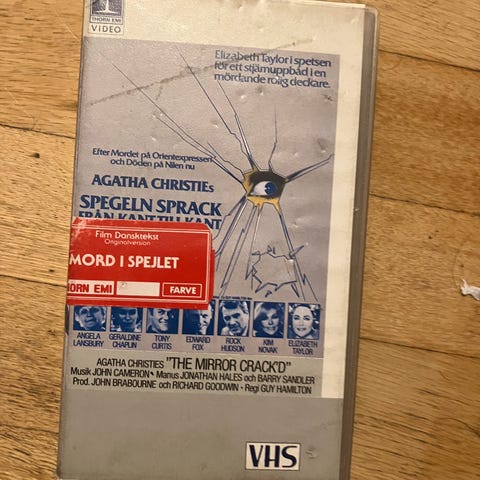 THORN EMI
VIDEO
Elizabeth Taylor i spetsen
för ett stjärnuppbåd i en
mördande rolig deckare.
Efter Mordet på Orientexpressen
och Döden på Nilen nu
AGATHA CHRISTIEs
SPEGELN SPRACK
FRÅN KANT TILL KANT
Film Dansktekst
Originalversion
MORD I SPEJLET
HORN EMI
FARVE
ANGELA LANSBURY
GERALDINE CHAPLIN
TONY CURTIS
EDWARD FOX
ROCK HUDSON
KIM NOVAK
ELIZABETH TAYLOR
AGATHA CHRISTIES "THE MIRROR CRACK'D"
Musik JOHN CAMERON • Manus JONATHAN HALES och BARRY SANDLER
Prod. JOHN BRABOURNE och RICHARD GOODWIN • Regi GUY HAMILTON
VHS